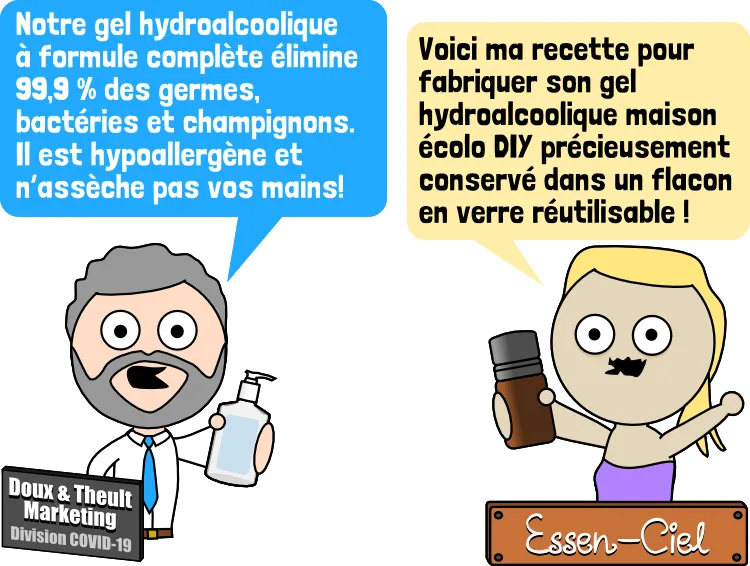 Notre gel hydroalcoolique
à formule complète élimine
99,9 % des germes,
bactéries et champignons.
Il est hypoallergène et
n'assèche pas vos mains!
Voici ma recette pour
fabriquer son gel
hydroalcoolique maison
écolo DIY précieusement
conservé dans un flacon
en verre réutilisable !
Doux & Theult
Marketing
Division COVID-19
Essen-Ciel